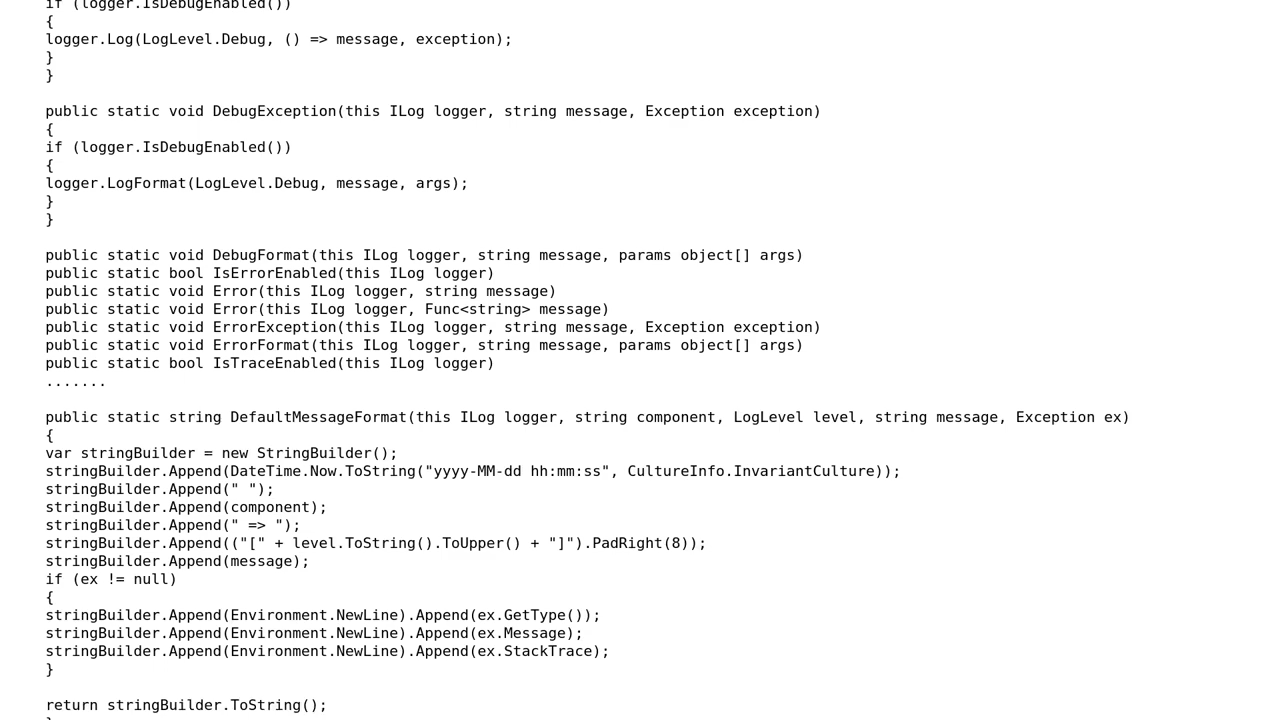 if (logger.IsDebugEnabled())
{
logger.Log(LogLevel.Debug, () => message, exception);
}
}
public static void DebugException(this ILog logger, string message, Exception exception)
{
if (logger.IsDebugEnabled())
{
logger.LogFormat(LogLevel.Debug, message, args);
}
}
public static void DebugFormat(this ILog logger, string message, params object[] args)
public static bool IsErrorEnabled(this ILog logger)
public static void Error(this ILog logger, string message)
public static void Error(this ILog logger, Func<string> message)
public static void ErrorException(this ILog logger, string message, Exception exception)
public static void ErrorFormat(this ILog logger, string message, params object[] args)
public static bool IsTraceEnabled(this ILog logger)
.......
public static string DefaultMessageFormat(this ILog logger, string component, LogLevel level, string message, Exception ex)
{
var stringBuilder = new StringBuilder();
stringBuilder.Append(DateTime.Now.ToString("yyyy-MM-dd hh:mm:ss", CultureInfo.InvariantCulture));
stringBuilder.Append(" ");
stringBuilder.Append(component);
stringBuilder.Append(" => ");
stringBuilder.Append(("[" + level.ToString().ToUpper() + "]").PadRight(8));
stringBuilder.Append(message);
if (ex != null)
{
stringBuilder.Append(Environment.NewLine).Append(ex.GetType());
stringBuilder.Append(Environment.NewLine).Append(ex.Message);
stringBuilder.Append(Environment.NewLine).Append(ex.StackTrace);
}
return stringBuilder.ToString();
}